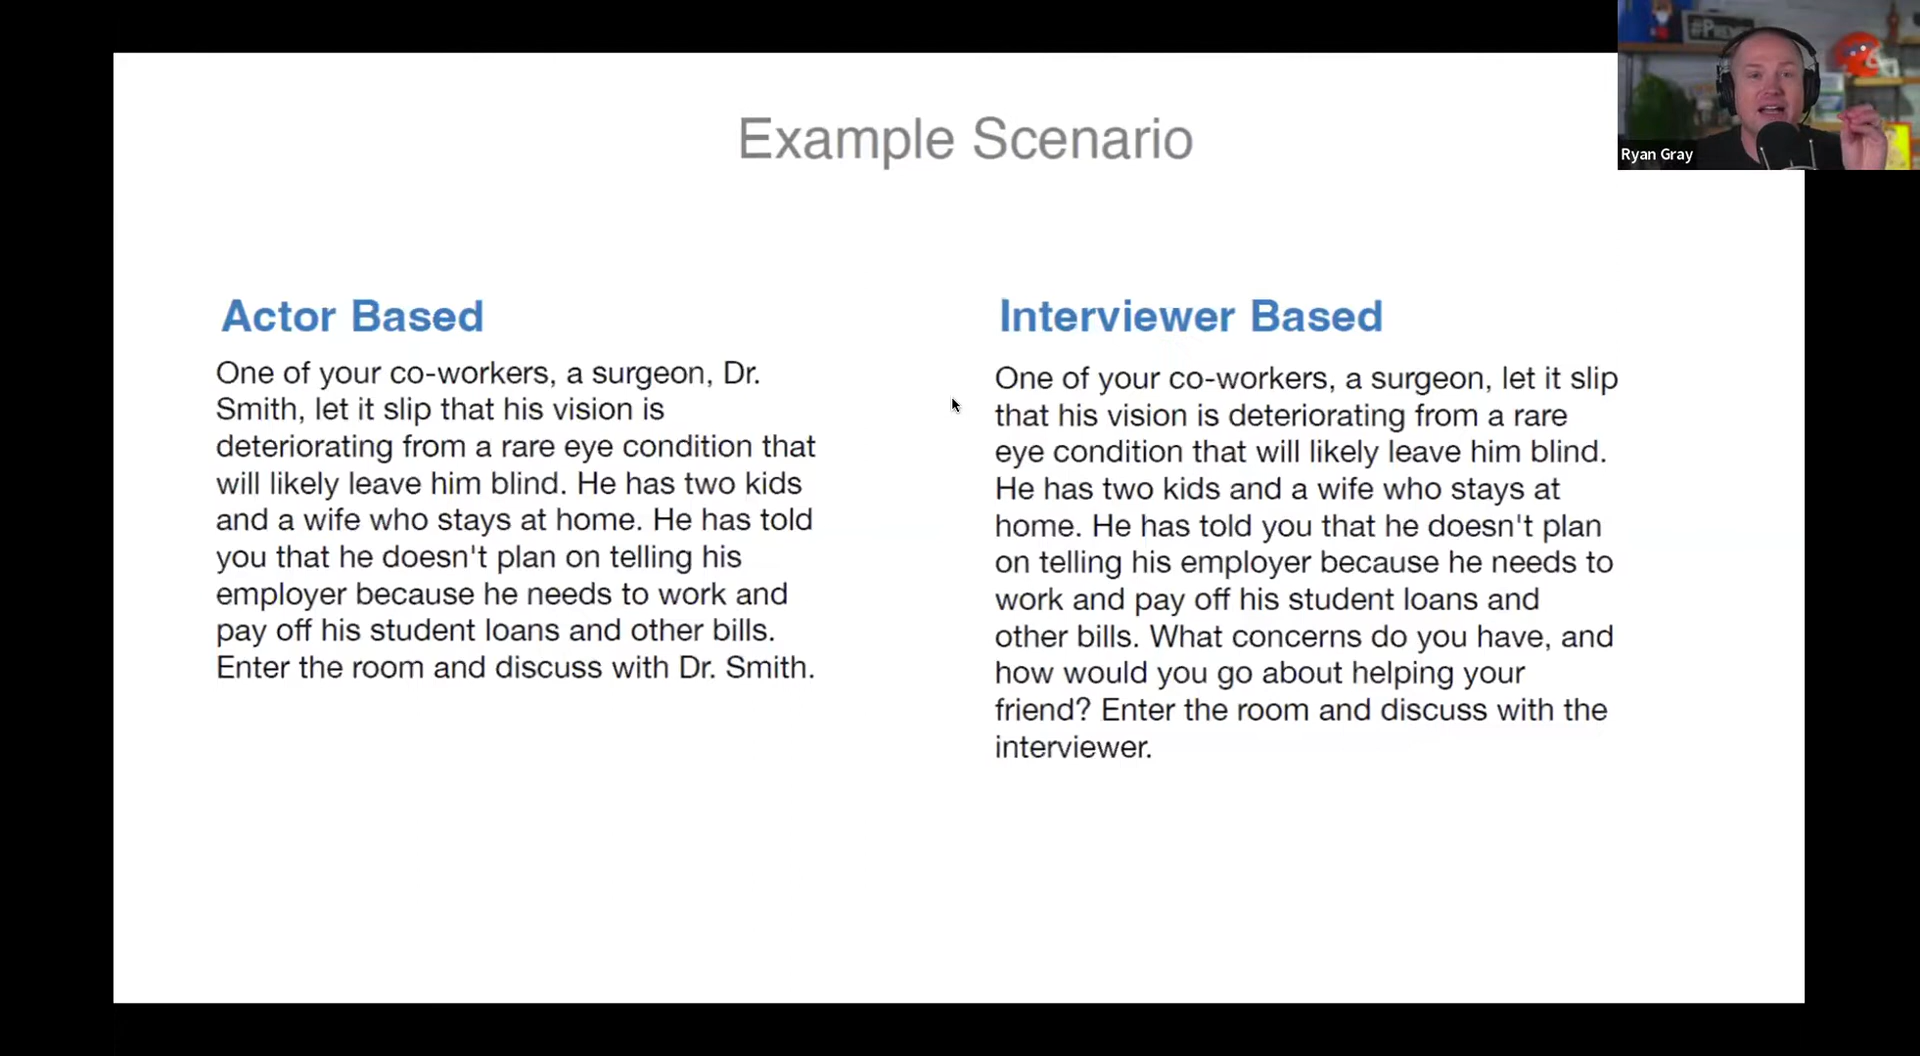 Example Scenario
#Pre
Ryan Gray
Actor Based
One of your co-workers, a surgeon, Dr.
Smith, let it slip that his vision is
deteriorating from a rare eye condition that
will likely leave him blind. He has two kids
and a wife who stays at home. He has told
you that he doesn't plan on telling his
employer because he needs to work and
pay off his student loans and other bills.
Enter the room and discuss with Dr. Smith.
Interviewer Based
One of your co-workers, a surgeon, let it slip
that his vision is deteriorating from a rare
eye condition that will likely leave him blind.
He has two kids and a wife who stays at
home. He has told you that he doesn't plan
on telling his employer because he needs to
work and pay off his student loans and
other bills. What concerns do you have, and
how would you go about helping your
friend? Enter the room and discuss with the
interviewer.